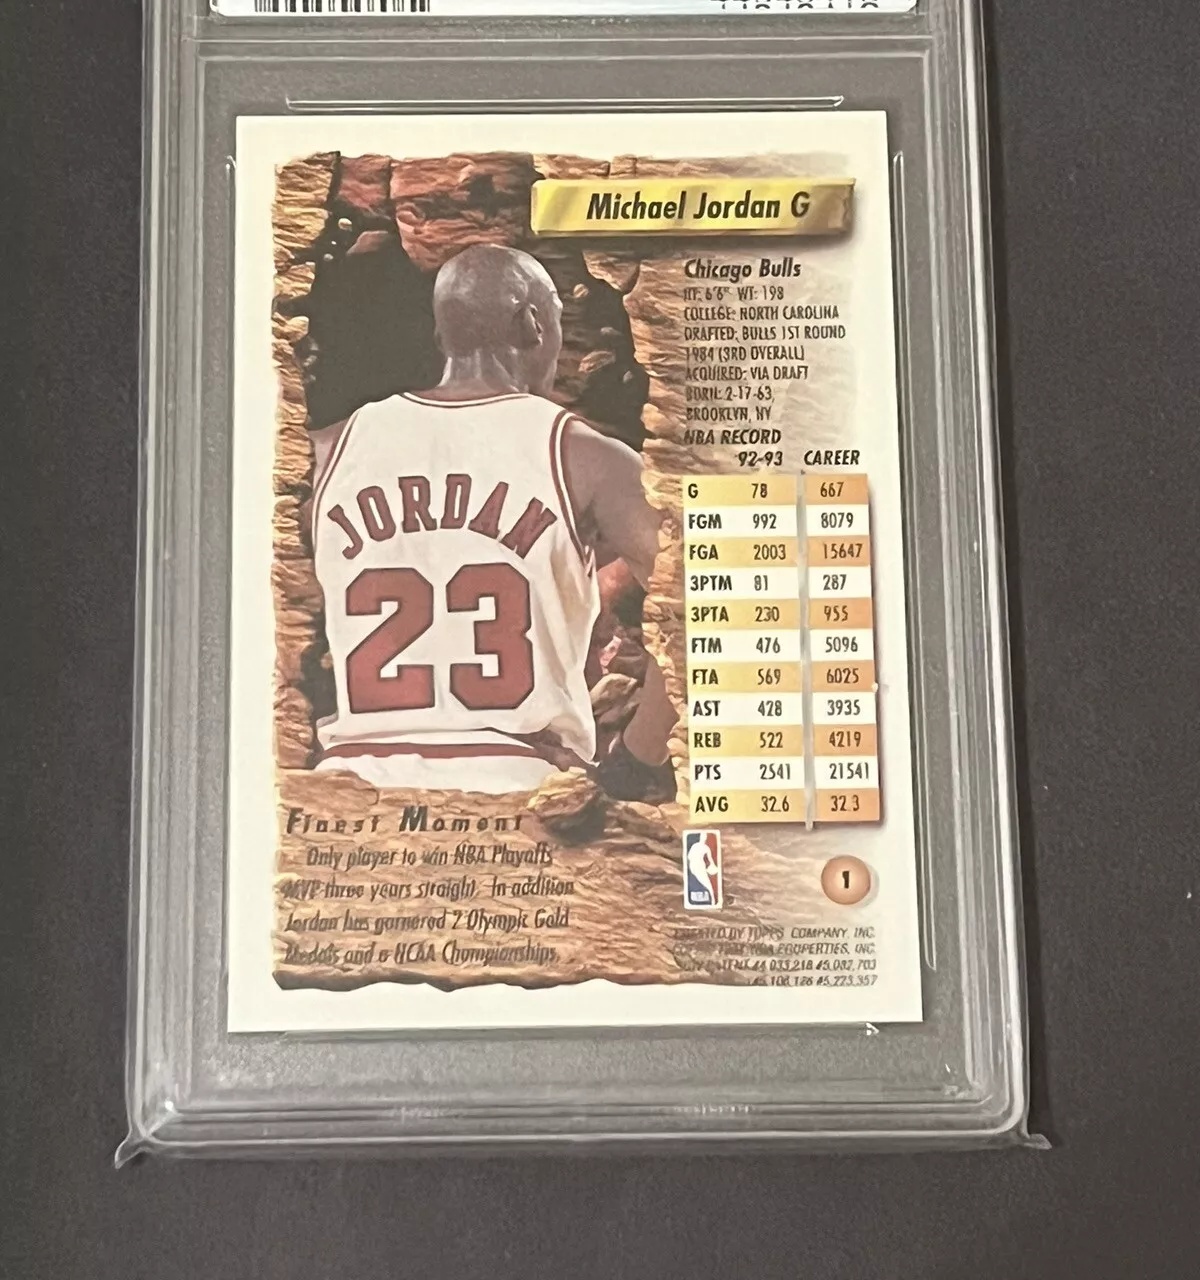 Michael Jordan G
Chicago Bulls
HT: 6'6" WT: 198
COLLEGE: NORTH CAROLINA
DRAFTED: BULLS 1ST ROUND
1984 (3RD OVERALL)
ACQUIRED: VIA DRAFT
BORN: 2-17-63,
BROOKLYN, NY
NBA RECORD
92-93 CAREER
G 78 667
FGM 992 8079
FGA 2003 15647
3PTM 81 287
3PTA 230 955
FTM 476 5096
FTA 569 6025
AST 428 3935
REB 522 4219
PTS 2541 21541
AVG 32.6 32.3
JORDAN
23
Finest Moment
Only player to win NBA Playoffs
MVP three years straight. In addition
Jordan has garnered 2 Olympic Gold
Medals and a NCAA Championships.
NBA
1
CREATED BY TOPPS COMPANY, INC.
NBA PROPERTIES, INC.